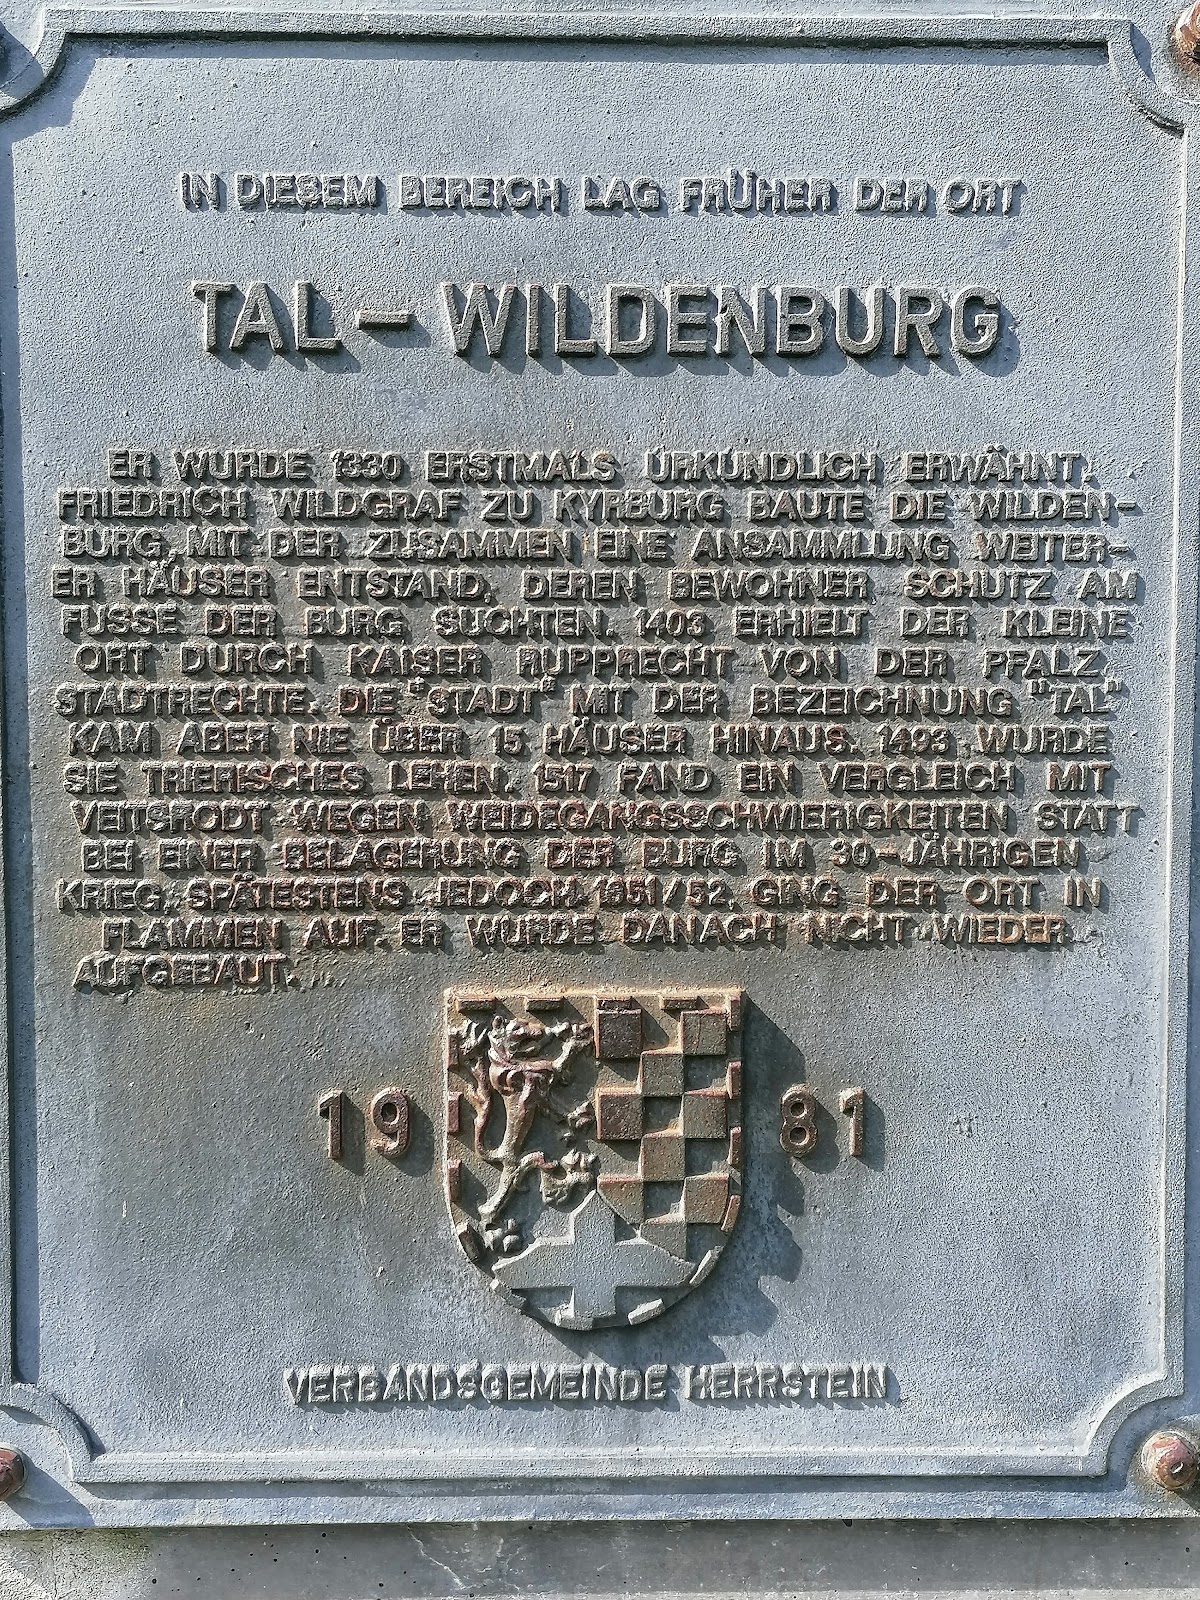 IN DIESEM BEREICH LAG FRÜHER DER ORT
TAL – WILDENBURG
ER WURDE 1330 ERSTMALS URKUNDLICH ERWÄHNT.
FRIEDRICH WILDGRAF ZU KYRBURG BAUTE DIE WILDEN-
BURG, MIT DER ZUSAMMEN EINE ANSAMMLUNG WEITER-
ER HÄUSER ENTSTAND, DEREN BEWOHNER SCHUTZ AM
FUSSE DER BURG SUCHTEN. 1403 ERHIELT DER KLEINE
ORT DURCH KAISER RUPPRECHT VON DER PFALZ
STADTRECHTE. DIE "STADT" MIT DER BEZEICHNUNG "TAL"
KAM ABER NIE ÜBER 15 HÄUSER HINAUS. 1493 WURDE
SIE TRIERISCHES LEHEN. 1517 FAND EIN VERGLEICH MIT
VEITSRODT WEGEN WEIDEGANGSSCHWIERIGKEITEN STATT
BEI EINER BELAGERUNG DER BURG IM 30-JÄHRIGEN
KRIEG, SPÄTESTENS JEDOCH 1351/52, GING DER ORT IN
FLAMMEN AUF. ER WURDE DANACH NICHT WIEDER
AUFGEBAUT.
19 81
VERBANDSGEMEINDE HERRSTEIN